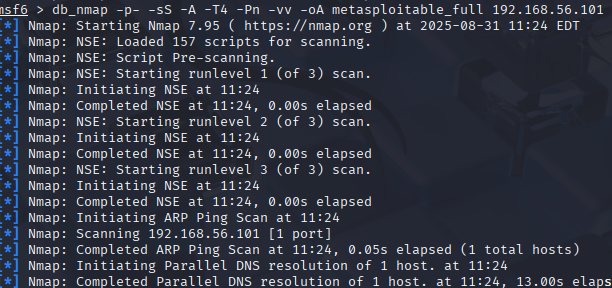 msf6 > db_nmap -p- -sS -A -T4 -Pn -vv -oA metasploitable_full 192.168.56.101
[*] Nmap: Starting Nmap 7.95 ( https://nmap.org ) at 2025-08-31 11:24 EDT
[*] Nmap: NSE: Loaded 157 scripts for scanning.
[*] Nmap: NSE: Script Pre-scanning.
[*] Nmap: NSE: Starting runlevel 1 (of 3) scan.
[*] Nmap: Initiating NSE at 11:24
[*] Nmap: Completed NSE at 11:24, 0.00s elapsed
[*] Nmap: NSE: Starting runlevel 2 (of 3) scan.
[*] Nmap: Initiating NSE at 11:24
[*] Nmap: Completed NSE at 11:24, 0.00s elapsed
[*] Nmap: NSE: Starting runlevel 3 (of 3) scan.
[*] Nmap: Initiating NSE at 11:24
[*] Nmap: Completed NSE at 11:24, 0.00s elapsed
[*] Nmap: Initiating ARP Ping Scan at 11:24
[*] Nmap: Scanning 192.168.56.101 [1 port]
[*] Nmap: Completed ARP Ping Scan at 11:24, 0.05s elapsed (1 total hosts)
[*] Nmap: Initiating Parallel DNS resolution of 1 host. at 11:24
[*] Nmap: Completed Parallel DNS resolution of 1 host. at 11:24, 13.00s elaps